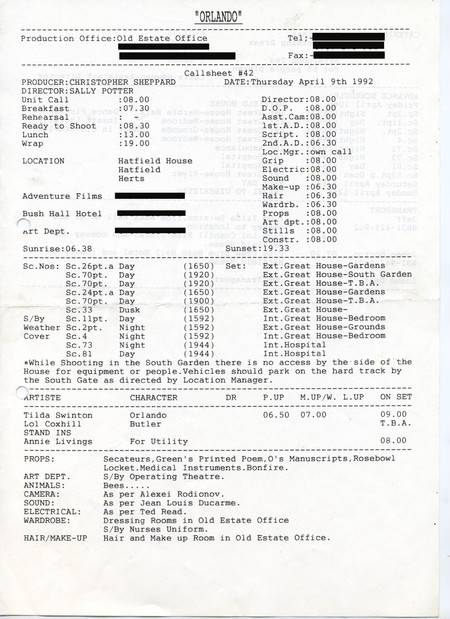 "ORLANDO"
Production Office:Old Estate Office Tel:-
Fax:-
Callsheet #42
PRODUCER:CHRISTOPHER SHEPPARD DATE:Thursday April 9th 1992
DIRECTOR:SALLY POTTER
Unit Call :08.00 Director:08.00
Breakfast :07.30 D.O.P. :08.00
Rehearsal : - Asst.Cam:08.00
Ready to Shoot :08.30 1st.A.D.:08.00
Lunch :13.00 Script. :08.00
Wrap :19.00 2nd.A.D.:06.30
Loc.Mgr.:own call
LOCATION Hatfield House Grip :08.00
Hatfield Electric:08.00
Herts Sound :08.00
Make-up :06.30
Adventure Films Hair :06.30
Wardrb. :06.30
Bush Hall Hotel Props :08.00
Art dpt.:08.00
Art Dept. Stills :08.00
Constr. :08.00
Sunrise:06.38 Sunset:19.33
Sc.Nos: Sc.26pt.a Day (1650) Set: Ext.Great House-Gardens
Sc.70pt. Day (1920) Ext.Great House-South Garden
Sc.70pt. Day (1920) Ext.Great House-T.B.A.
Sc.24pt.a Day (1650) Ext.Great House-Gardens
Sc.70pt. Day (1900) Ext.Great House-T.B.A.
Sc.33 Dusk (1650) Ext.Great House-
S/By Sc.11pt. Day (1592) Int.Great House-Bedroom
Weather Sc.2pt. Night (1592) Ext.Great House-Grounds
Cover Sc.4 Night (1592) Int.Great House-Bedroom
Sc.73 Night (1944) Int.Hospital
Sc.81 Day (1944) Int.Hospital
*While Shooting in the South Garden there is no access by the side of the
House for equipment or people.Vehicles should park on the hard track by
the South Gate as directed by Location Manager.
ARTISTE CHARACTER DR P.UP M.UP/W. L.UP ON SET
Tilda Swinton Orlando 06.50 07.00 09.00
Lol Coxhill Butler T.B.A.
STAND INS
Annie Livings For Utility 08.00
PROPS: Secateurs,Green's Printed Poem,O's Manuscripts,Rosebowl
Locket.Medical Instruments.Bonfire.
ART DEPT. S/By Operating Theatre.
ANIMALS: Bees.....
CAMERA: As per Alexei Rodionov.
SOUND: As per Jean Louis Ducarme.
ELECTRICAL: As per Ted Read.
WARDROBE: Dressing Rooms in Old Estate Office
S/By Nurses Uniform.
HAIR/MAKE-UP Hair and Make up Room in Old Estate Office.